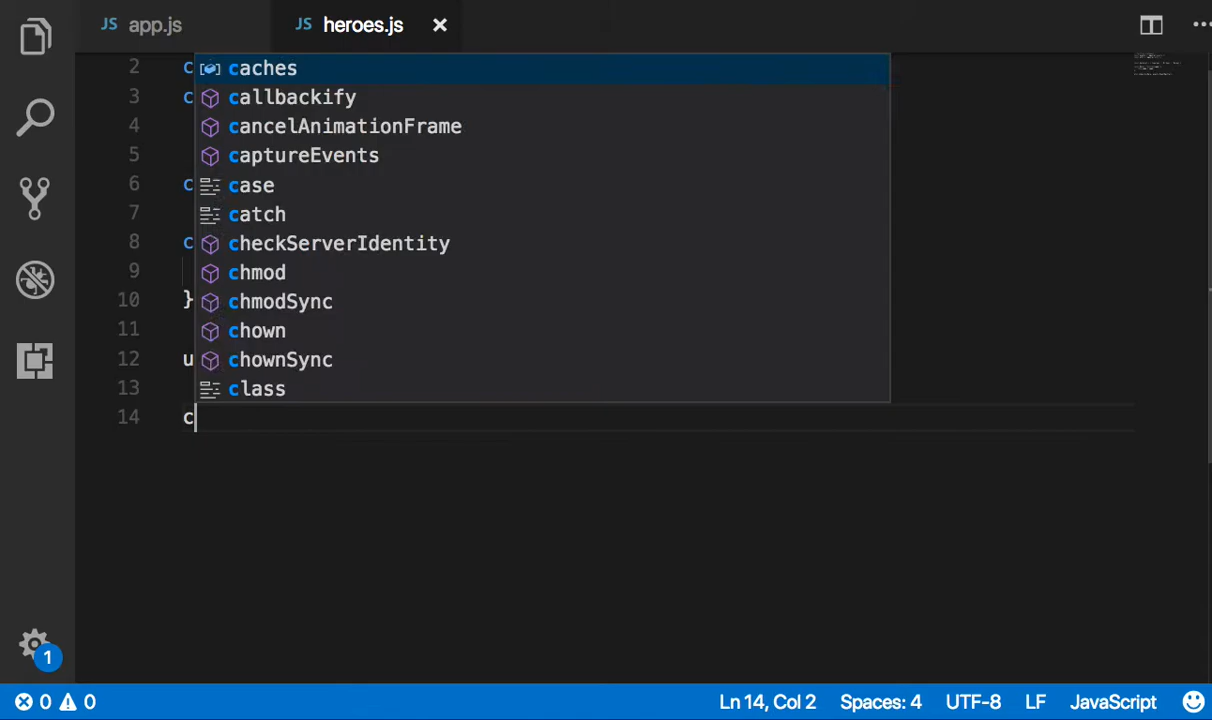 JS app.js JS heroes.js ×
2 c caches
3 c callbackify
4 cancelAnimationFrame
5 captureEvents
6 c case
7 catch
8 c checkServerIdentity
9 chmod
10 } chmodSync
11 chown
12 u chownSync
13 class
14 c
1
0 0 Ln 14, Col 2 Spaces: 4 UTF-8 LF JavaScript